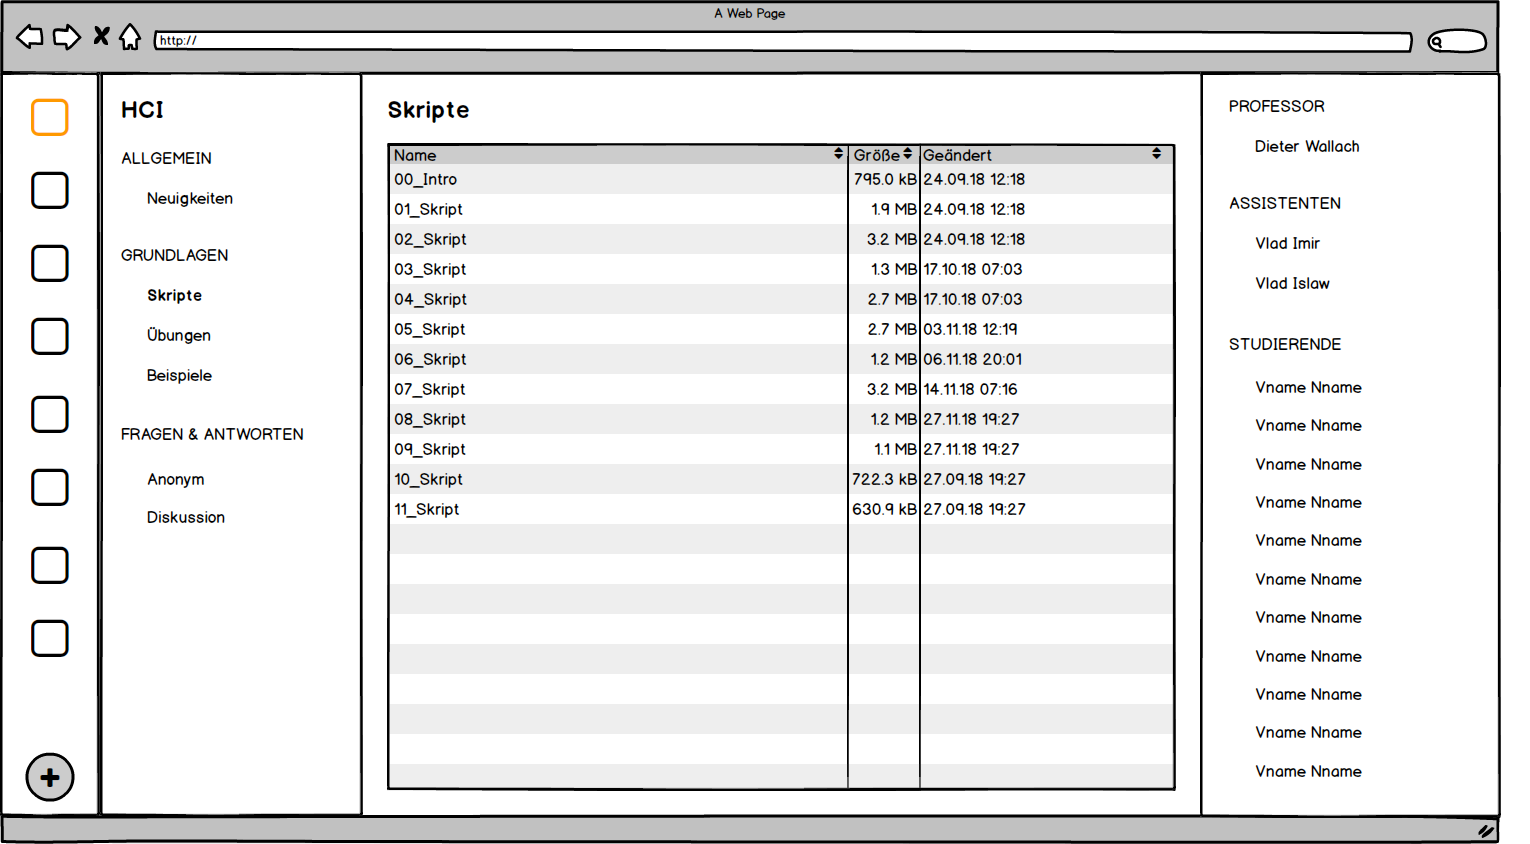 A Web Page
http://
HCI
ALLGEMEIN
Neuigkeiten
GRUNDLAGEN
Skripte
Übungen
Beispiele
FRAGEN & ANTWORTEN
Anonym
Diskussion
Skripte
Name Größe Geändert
00_Intro 795.0 kB 24.09.18 12:18
01_Skript 1.9 MB 24.09.18 12:18
02_Skript 3.2 MB 24.09.18 12:18
03_Skript 1.3 MB 17.10.18 07:03
04_Skript 2.7 MB 17.10.18 07:03
05_Skript 2.7 MB 03.11.18 12:19
06_Skript 1.2 MB 06.11.18 20:01
07_Skript 3.2 MB 14.11.18 07:16
08_Skript 1.2 MB 27.11.18 19:27
09_Skript 1.1 MB 27.11.18 19:27
10_Skript 722.3 kB 27.09.18 19:27
11_Skript 630.9 kB 27.09.18 19:27
PROFESSOR
Dieter Wallach
ASSISTENTEN
Vlad Imir
Vlad Islaw
STUDIERENDE
Vname Nname
Vname Nname
Vname Nname
Vname Nname
Vname Nname
Vname Nname
Vname Nname
Vname Nname
Vname Nname
Vname Nname
Vname Nname